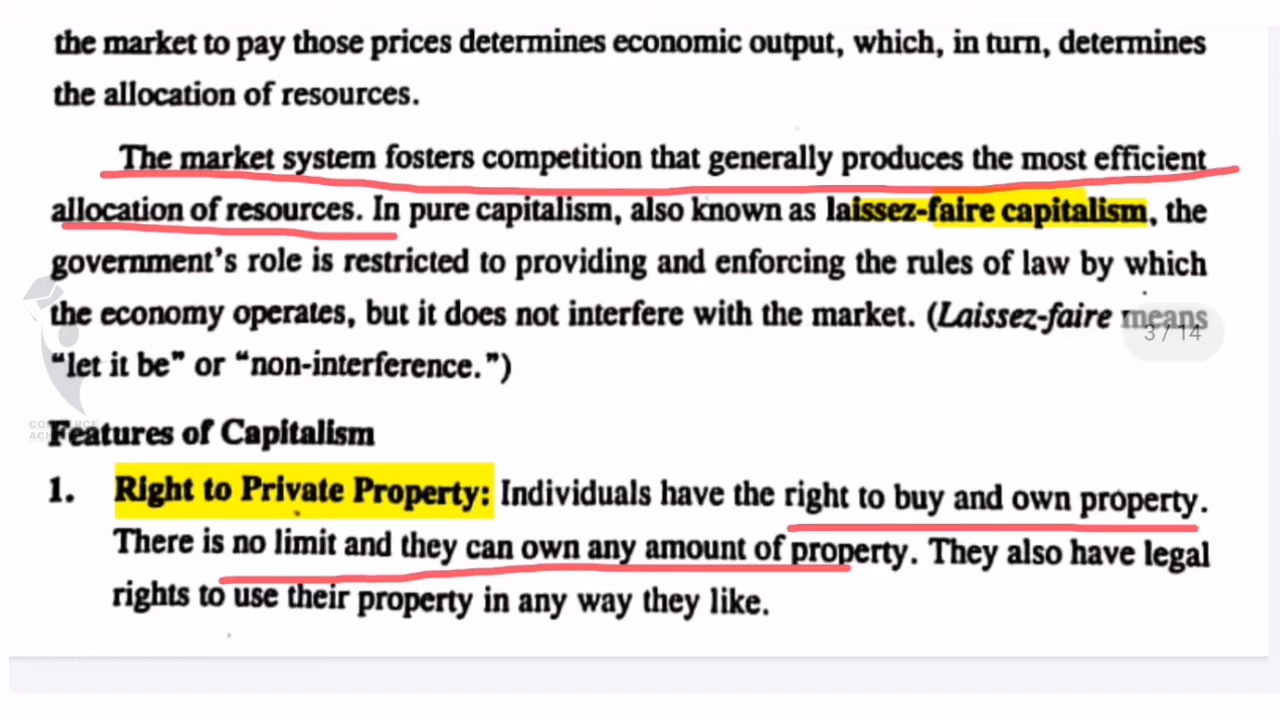 the market to pay those prices determines economic output, which, in turn, determines
the allocation of resources.
The market system fosters competition that generally produces the most efficient
allocation of resources. In pure capitalism, also known as laissez-faire capitalism, the
government's role is restricted to providing and enforcing the rules of law by which
the economy operates, but it does not interfere with the market. (Laissez-faire means
3 / 14
"let it be" or "non-interference.")
Features of Capitalism
1. Right to Private Property: Individuals have the right to buy and own property.
There is no limit and they can own any amount of property. They also have legal
rights to use their property in any way they like.